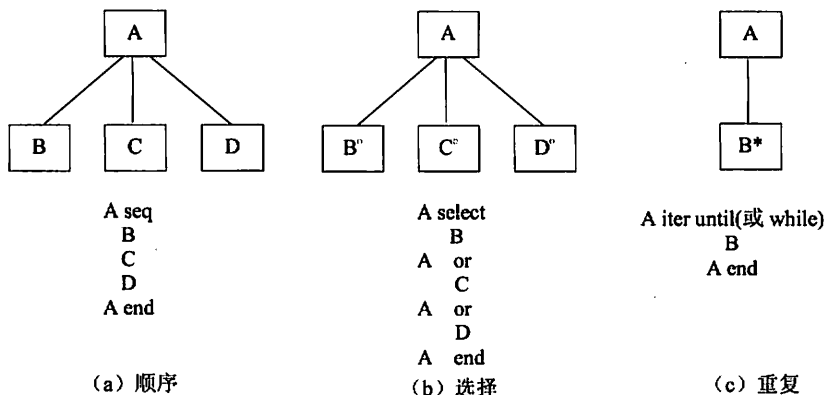 A
B C D
A seq
B
C
D
A end
(a) 顺序
A
B° C° D°
A select
B
A or
C
A or
D
A end
(b) 选择
A
B*
A iter until(或 while)
B
A end
(c) 重复